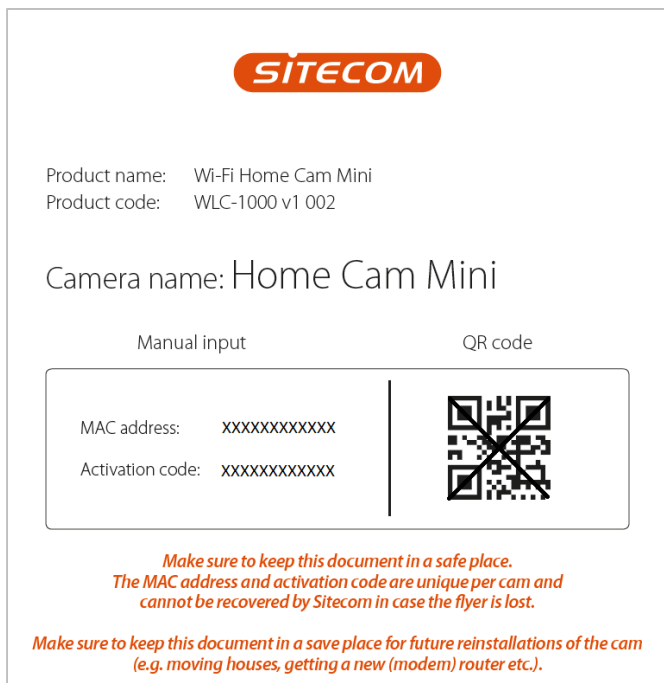 SITECOM
Product name: Wi-Fi Home Cam Mini
Product code: WLC-1000 v1 002
Camera name: Home Cam Mini
Manual input QR code
MAC address: XXXXXXXXXXXX
Activation code: XXXXXXXXXXXX
Make sure to keep this document in a safe place.
The MAC address and activation code are unique per cam and
cannot be recovered by Sitecom in case the flyer is lost.
Make sure to keep this document in a save place for future reinstallations of the cam
(e.g. moving houses, getting a new (modem) router etc.).